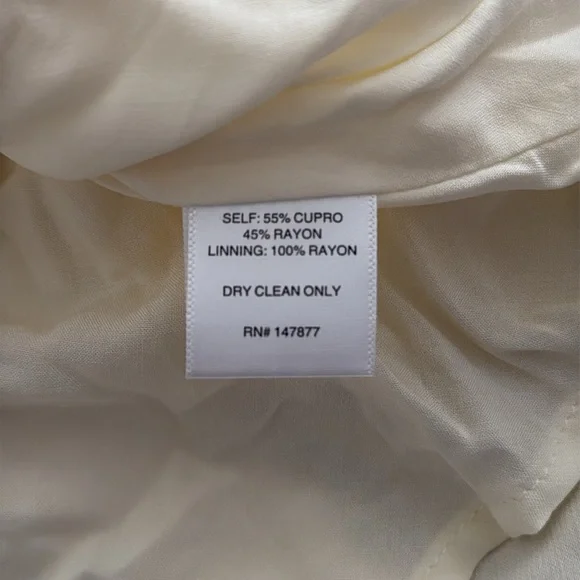 SELF: 55% CUPRO
45% RAYON
LINNING: 100% RAYON
DRY CLEAN ONLY
RN# 147877